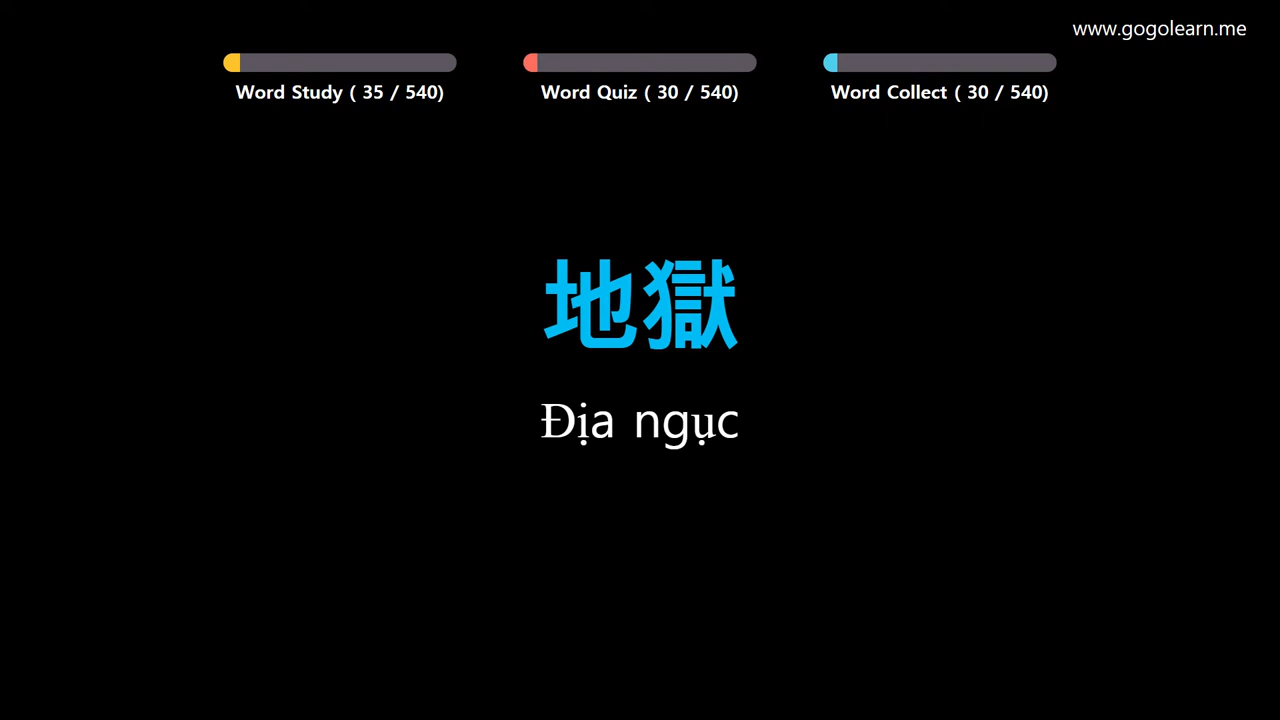 www.gogolearn.me
Word Study ( 35 / 540)
Word Quiz ( 30 / 540)
Word Collect ( 30 / 540)
地獄
Địa ngục